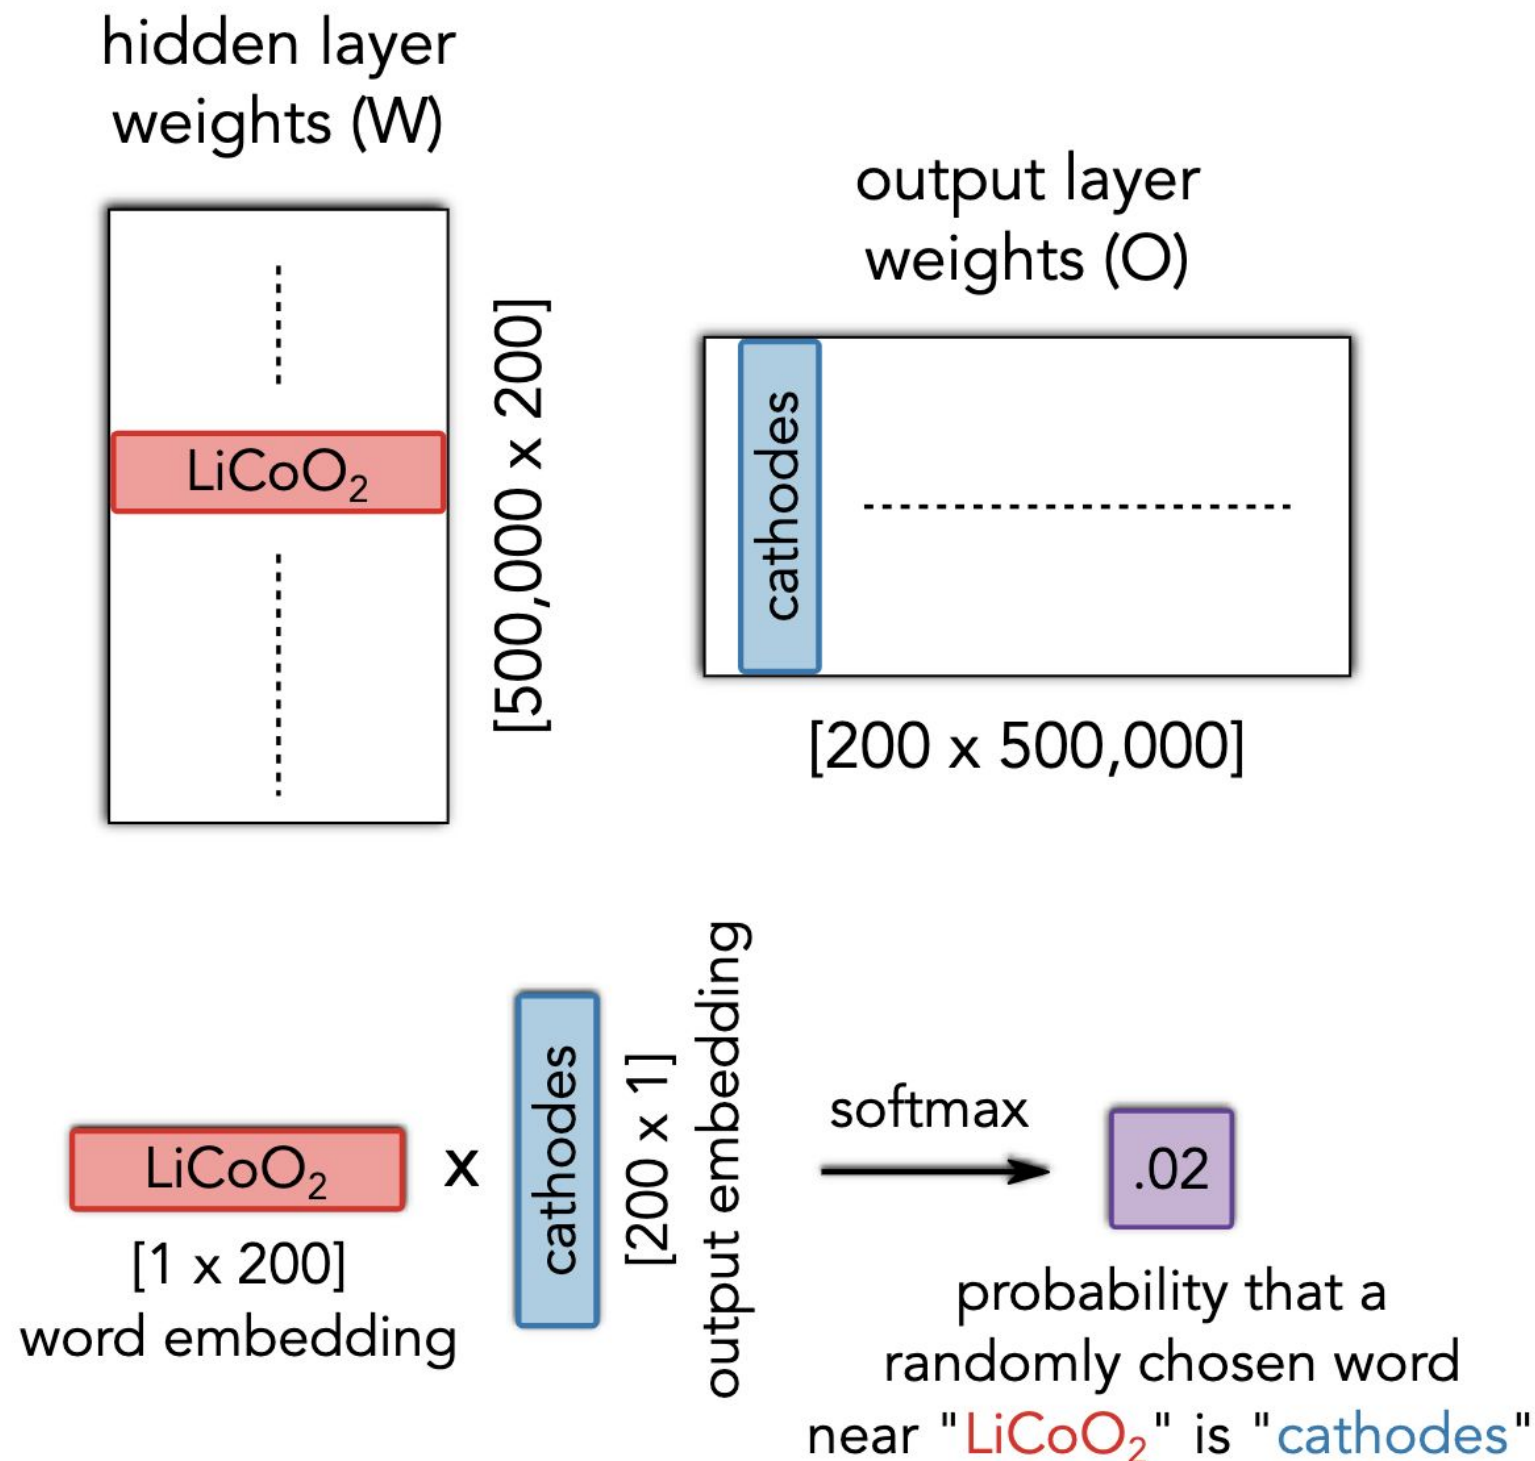 hidden layer
weights (W)
LiCoO₂
[500,000 x 200]
output layer
weights (O)
cathodes
[200 x 500,000]
LiCoO₂
[1 x 200]
word embedding
x
cathodes
[200 x 1]
output embedding
softmax
.02
probability that a
randomly chosen word
near "LiCoO₂" is "cathodes"